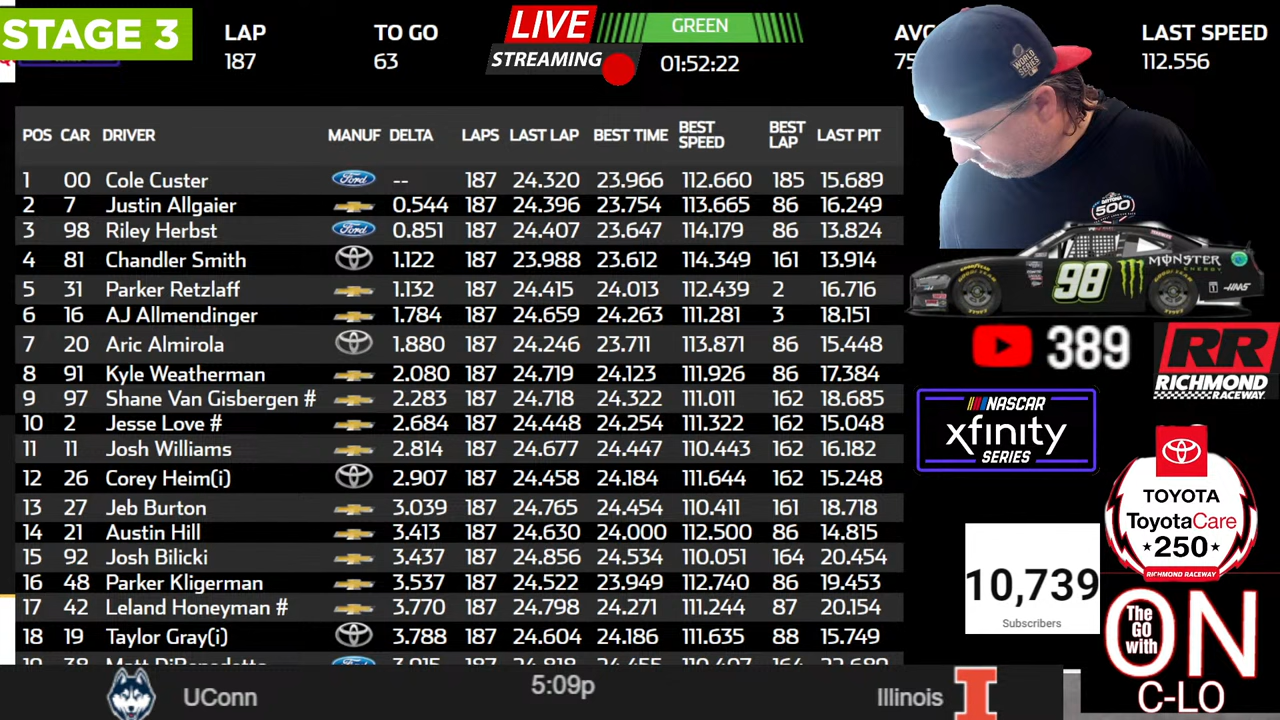 STAGE 3
LAP
187
TO GO
63
LIVE
STREAMING
GREEN
01:52:22
LAST SPEED
112.556
WORLD SERIES
DAYTONA 500
POS CAR DRIVER MANUF DELTA LAPS LAST LAP BEST TIME BEST SPEED BEST LAP LAST PIT
1 00 Cole Custer Ford -- 187 24.320 23.966 112.660 185 15.689
2 7 Justin Allgaier 0.544 187 24.396 23.754 113.665 86 16.249
3 98 Riley Herbst Ford 0.851 187 24.407 23.647 114.179 86 13.824
4 81 Chandler Smith 1.122 187 23.988 23.612 114.349 161 13.914
5 31 Parker Retzlaff 1.132 187 24.415 24.013 112.439 2 16.716
6 16 AJ Allmendinger 1.784 187 24.659 24.263 111.281 3 18.151
7 20 Aric Almirola 1.880 187 24.246 23.711 113.871 86 15.448
8 91 Kyle Weatherman 2.080 187 24.719 24.123 111.926 86 17.384
9 97 Shane Van Gisbergen # 2.283 187 24.718 24.322 111.011 162 18.685
10 2 Jesse Love # 2.684 187 24.448 24.254 111.322 162 15.048
11 11 Josh Williams 2.814 187 24.677 24.447 110.443 162 16.182
12 26 Corey Heim(i) 2.907 187 24.458 24.184 111.644 162 15.248
13 27 Jeb Burton 3.039 187 24.765 24.454 110.411 161 18.718
14 21 Austin Hill 3.413 187 24.630 24.000 112.500 86 14.815
15 92 Josh Bilicki 3.437 187 24.856 24.534 110.051 164 20.454
16 48 Parker Kligerman 3.537 187 24.522 23.949 112.740 86 19.453
17 42 Leland Honeyman # 3.770 187 24.798 24.271 111.244 87 20.154
18 19 Taylor Gray(i) 3.788 187 24.604 24.186 111.635 88 15.749
98
MONSTER
ENERGY
HAAS
389
RR
RICHMOND
RACEWAY
NASCAR
xfinity
SERIES
TOYOTA
ToyotaCare
250
RICHMOND RACEWAY
10,739
Subscribers
The GO with
ON
C-LO
UConn
5:09p
Illinois